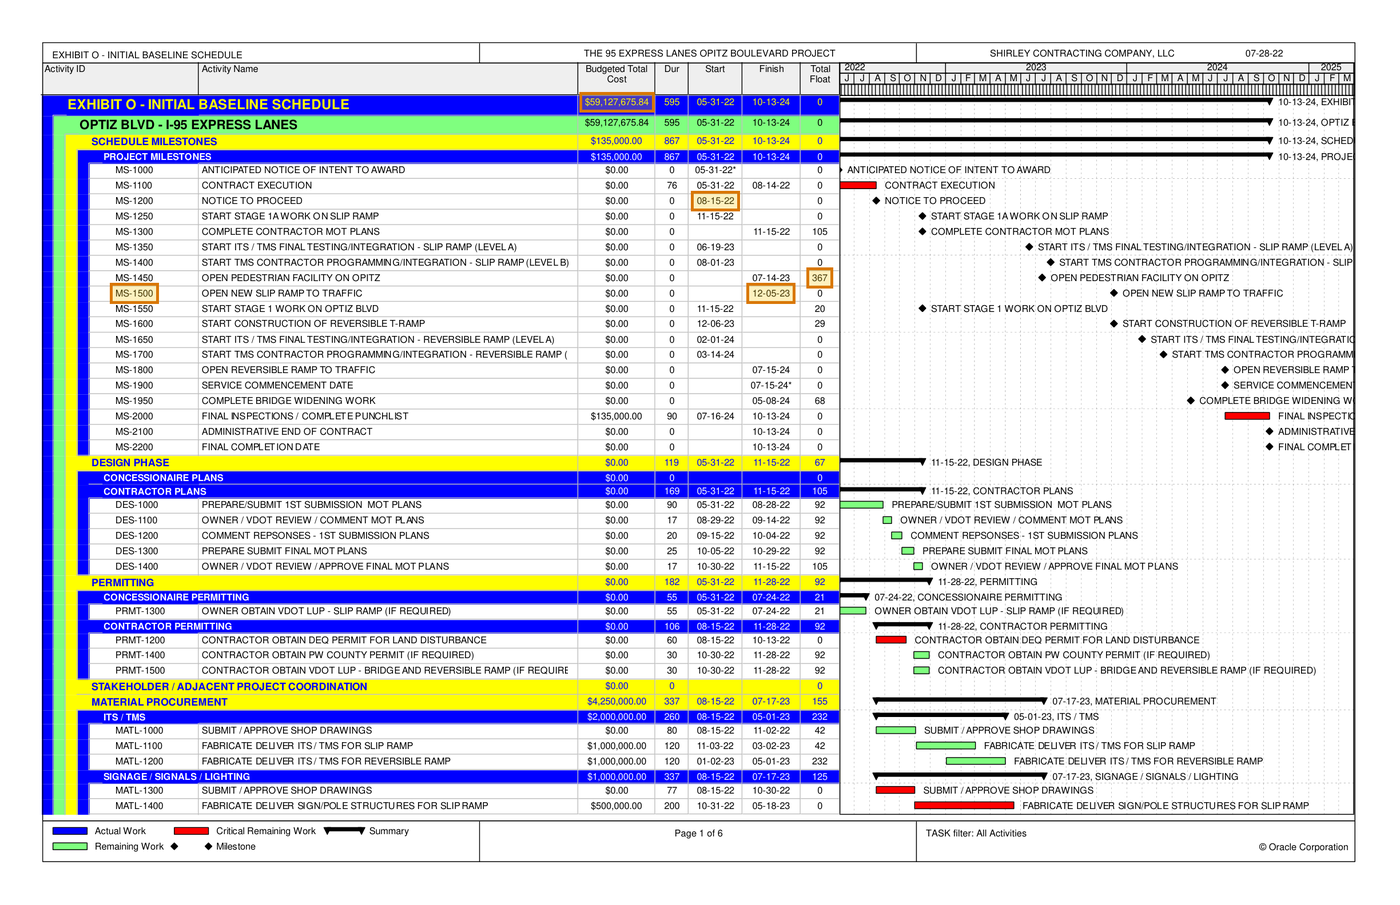 EXHIBIT O - INITIAL BASELINE SCHEDULE THE 95 EXPRESS LANES OPITZ BOULEVARD PROJECT SHIRLEY CONTRACTING COMPANY, LLC 07-28-22
Activity ID Activity Name Budgeted Total Cost Dur Start Finish Total Float 2022 2023 2024 2025
J J A S O N D J F M A M J J A S O N D J F M A M J J A S O N D J F M
EXHIBIT O - INITIAL BASELINE SCHEDULE $59,127,675.84 595 05-31-22 10-13-24 0 10-13-24, EXHIBIT
OPTIZ BLVD - I-95 EXPRESS LANES $59,127,675.84 595 05-31-22 10-13-24 0 10-13-24, OPTIZ
SCHEDULE MILESTONES $135,000.00 867 05-31-22 10-13-24 0 10-13-24, SCHED
PROJECT MILESTONES $135,000.00 867 05-31-22 10-13-24 0 10-13-24, PROJE
MS-1000 ANTICIPATED NOTICE OF INTENT TO AWARD $0.00 0 05-31-22* 0 ANTICIPATED NOTICE OF INTENT TO AWARD
MS-1100 CONTRACT EXECUTION $0.00 76 05-31-22 08-14-22 0 CONTRACT EXECUTION
MS-1200 NOTICE TO PROCEED $0.00 0 08-15-22 0 NOTICE TO PROCEED
MS-1250 START STAGE 1A WORK ON SLIP RAMP $0.00 0 11-15-22 0 START STAGE 1A WORK ON SLIP RAMP
MS-1300 COMPLETE CONTRACTOR MOT PLANS $0.00 0 11-15-22 105 COMPLETE CONTRACTOR MOT PLANS
MS-1350 START ITS / TMS FINAL TESTING/INTEGRATION - SLIP RAMP (LEVEL A) $0.00 0 06-19-23 0 START ITS / TMS FINAL TESTING/INTEGRATION - SLIP RAMP (LEVEL A)
MS-1400 START TMS CONTRACTOR PROGRAMMING/INTEGRATION - SLIP RAMP (LEVEL B) $0.00 0 08-01-23 0 START TMS CONTRACTOR PROGRAMMING/INTEGRATION - SLIP
MS-1450 OPEN PEDESTRIAN FACILITY ON OPITZ $0.00 0 07-14-23 367 OPEN PEDESTRIAN FACILITY ON OPITZ
MS-1500 OPEN NEW SLIP RAMP TO TRAFFIC $0.00 0 12-05-23 0 OPEN NEW SLIP RAMP TO TRAFFIC
MS-1550 START STAGE 1 WORK ON OPTIZ BLVD $0.00 0 11-15-22 20 START STAGE 1 WORK ON OPTIZ BLVD
MS-1600 START CONSTRUCTION OF REVERSIBLE T-RAMP $0.00 0 12-06-23 29 START CONSTRUCTION OF REVERSIBLE T-RAMP
MS-1650 START ITS / TMS FINAL TESTING/INTEGRATION - REVERSIBLE RAMP (LEVEL A) $0.00 0 02-01-24 0 START ITS / TMS FINAL TESTING/INTEGRATIO
MS-1700 START TMS CONTRACTOR PROGRAMMING/INTEGRATION - REVERSIBLE RAMP ( $0.00 0 03-14-24 0 START TMS CONTRACTOR PROGRAMM
MS-1800 OPEN REVERSIBLE RAMP TO TRAFFIC $0.00 0 07-15-24 0 OPEN REVERSIBLE RAMP T
MS-1900 SERVICE COMMENCEMENT DATE $0.00 0 07-15-24* 0 SERVICE COMMENCEMEN
MS-1950 COMPLETE BRIDGE WIDENING WORK $0.00 0 05-08-24 68 COMPLETE BRIDGE WIDENING W
MS-2000 FINAL INSPECTIONS / COMPLETE PUNCHLIST $135,000.00 90 07-16-24 10-13-24 0 FINAL INSPECTIO
MS-2100 ADMINISTRATIVE END OF CONTRACT $0.00 0 10-13-24 0 ADMINISTRATIVE
MS-2200 FINAL COMPLETION DATE $0.00 0 10-13-24 0 FINAL COMPLET
DESIGN PHASE $0.00 119 05-31-22 11-15-22 67 11-15-22, DESIGN PHASE
CONCESSIONAIRE PLANS $0.00 0 0
CONTRACTOR PLANS $0.00 169 05-31-22 11-15-22 105 11-15-22, CONTRACTOR PLANS
DES-1000 PREPARE/SUBMIT 1ST SUBMISSION MOT PLANS $0.00 90 05-31-22 08-28-22 92 PREPARE/SUBMIT 1ST SUBMISSION MOT PLANS
DES-1100 OWNER / VDOT REVIEW / COMMENT MOT PLANS $0.00 17 08-29-22 09-14-22 92 OWNER / VDOT REVIEW / COMMENT MOT PLANS
DES-1200 COMMENT REPSONSES - 1ST SUBMISSION PLANS $0.00 20 09-15-22 10-04-22 92 COMMENT REPSONSES - 1ST SUBMISSION PLANS
DES-1300 PREPARE SUBMIT FINAL MOT PLANS $0.00 25 10-05-22 10-29-22 92 PREPARE SUBMIT FINAL MOT PLANS
DES-1400 OWNER / VDOT REVIEW / APPROVE FINAL MOT PLANS $0.00 17 10-30-22 11-15-22 105 OWNER / VDOT REVIEW / APPROVE FINAL MOT PLANS
PERMITTING $0.00 182 05-31-22 11-28-22 92 11-28-22, PERMITTING
CONCESSIONAIRE PERMITTING $0.00 55 05-31-22 07-24-22 21 07-24-22, CONCESSIONAIRE PERMITTING
PRMT-1300 OWNER OBTAIN VDOT LUP - SLIP RAMP (IF REQUIRED) $0.00 55 05-31-22 07-24-22 21 OWNER OBTAIN VDOT LUP - SLIP RAMP (IF REQUIRED)
CONTRACTOR PERMITTING $0.00 106 08-15-22 11-28-22 92 11-28-22, CONTRACTOR PERMITTING
PRMT-1200 CONTRACTOR OBTAIN DEQ PERMIT FOR LAND DISTURBANCE $0.00 60 08-15-22 10-13-22 0 CONTRACTOR OBTAIN DEQ PERMIT FOR LAND DISTURBANCE
PRMT-1400 CONTRACTOR OBTAIN PW COUNTY PERMIT (IF REQUIRED) $0.00 30 10-30-22 11-28-22 92 CONTRACTOR OBTAIN PW COUNTY PERMIT (IF REQUIRED)
PRMT-1500 CONTRACTOR OBTAIN VDOT LUP - BRIDGE AND REVERSIBLE RAMP (IF REQUIRE $0.00 30 10-30-22 11-28-22 92 CONTRACTOR OBTAIN VDOT LUP - BRIDGE AND REVERSIBLE RAMP (IF REQUIRED)
STAKEHOLDER / ADJACENT PROJECT COORDINATION $0.00 0 0
MATERIAL PROCUREMENT $4,250,000.00 337 08-15-22 07-17-23 155 07-17-23, MATERIAL PROCUREMENT
ITS / TMS $2,000,000.00 260 08-15-22 05-01-23 232 05-01-23, ITS / TMS
MATL-1000 SUBMIT / APPROVE SHOP DRAWINGS $0.00 80 08-15-22 11-02-22 42 SUBMIT / APPROVE SHOP DRAWINGS
MATL-1100 FABRICATE DELIVER ITS / TMS FOR SLIP RAMP $1,000,000.00 120 11-03-22 03-02-23 42 FABRICATE DELIVER ITS / TMS FOR SLIP RAMP
MATL-1200 FABRICATE DELIVER ITS / TMS FOR REVERSIBLE RAMP $1,000,000.00 120 01-02-23 05-01-23 232 FABRICATE DELIVER ITS / TMS FOR REVERSIBLE RAMP
SIGNAGE / SIGNALS / LIGHTING $1,000,000.00 337 08-15-22 07-17-23 125 07-17-23, SIGNAGE / SIGNALS / LIGHTING
MATL-1300 SUBMIT / APPROVE SHOP DRAWINGS $0.00 77 08-15-22 10-30-22 0 SUBMIT / APPROVE SHOP DRAWINGS
MATL-1400 FABRICATE DELIVER SIGN/POLE STRUCTURES FOR SLIP RAMP $500,000.00 200 10-31-22 05-18-23 0 FABRICATE DELIVER SIGN/POLE STRUCTURES FOR SLIP RAMP
Actual Work Critical Remaining Work Summary Page 1 of 6 TASK filter: All Activities
Remaining Work Milestone © Oracle Corporation